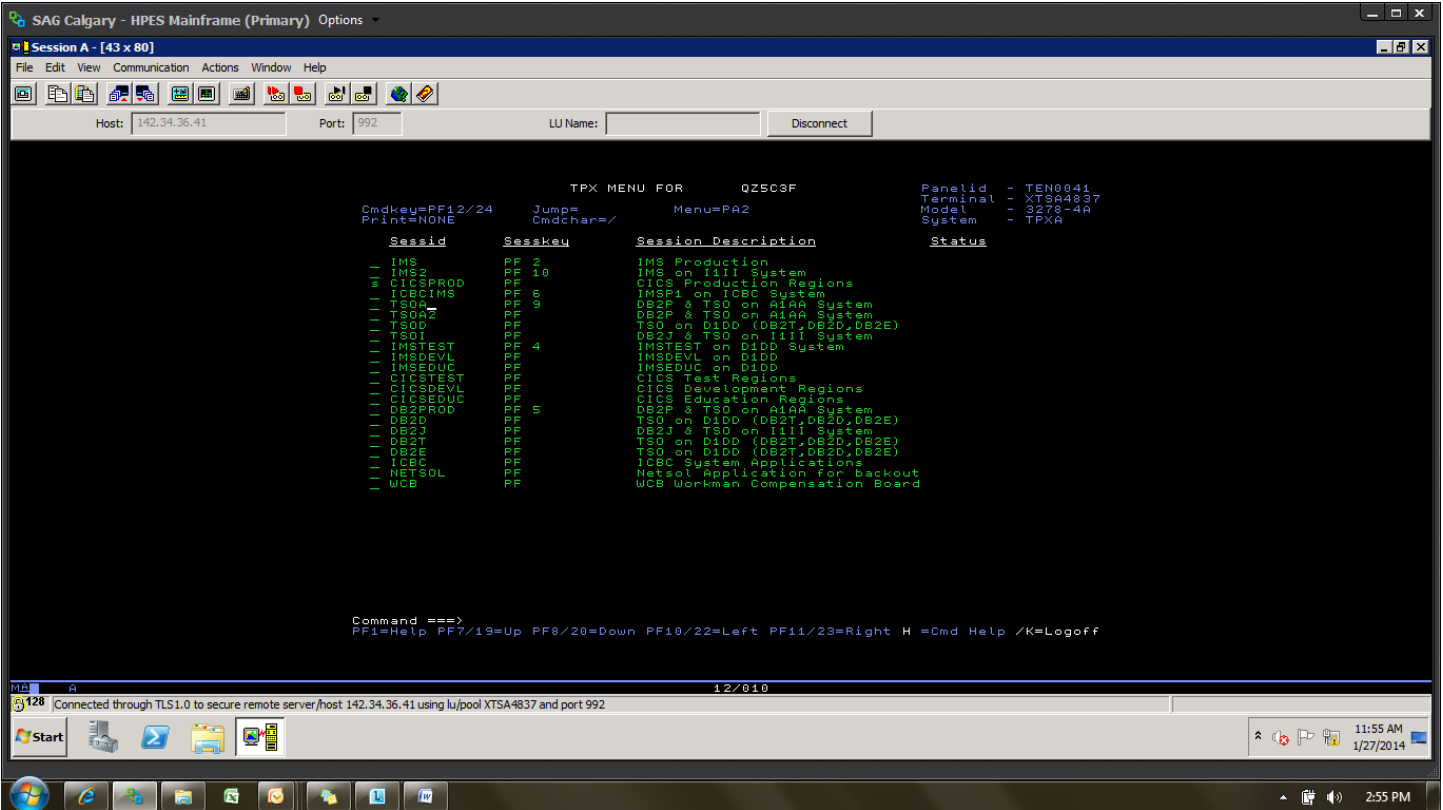 SAG Calgary - HPES Mainframe (Primary) Options
Session A - [43 x 80]
File Edit View Communication Actions Window Help
Host: 142.34.36.41 Port: 992 LU Name: Disconnect
TPX MENU FOR QZ5C3F Panelid - TEN0041
Terminal - XTSA4837
Cmdkey=PF12/24 Jump= Menu=PA2 Model - 3278-4A
Print=NONE Cmdchar=/ System - TPXA
Sessid Sesskey Session Description Status
_ IMS PF 2 IMS Production
_ IMS2 PF 10 IMS on I1II System
s CICSPROD PF CICS Production Regions
_ ICBCIMS PF 6 IMSP1 on ICBC System
_ TSOA PF 9 DB2P & TSO on A1AA System
_ TSOA2 PF DB2P & TSO on A1AA System
_ TSOD PF TSO on D1DD (DB2T,DB2D,DB2E)
_ TSOI PF DB2J & TSO on I1II System
_ IMSTEST PF 4 IMSTEST on D1DD System
_ IMSDEVL PF IMSDEVL on D1DD
_ IMSEDUC PF IMSEDUC on D1DD
_ CICSTEST PF CICS Test Regions
_ CICSDEVL PF CICS Development Regions
_ CICSEDUC PF CICS Education Regions
_ DB2PROD PF 5 DB2P & TSO on A1AA System
_ DB2D PF TSO on D1DD (DB2T,DB2D,DB2E)
_ DB2J PF DB2J & TSO on I1II System
_ DB2T PF TSO on D1DD (DB2T,DB2D,DB2E)
_ DB2E PF TSO on D1DD (DB2T,DB2D,DB2E)
_ ICBC PF ICBC System Applications
_ NETSOL PF Netsol Application for backout
_ WCB PF WCB Workman Compensation Board
Command ===>
PF1=Help PF7/19=Up PF8/20=Down PF10/22=Left PF11/23=Right H =Cmd Help /K=Logoff
MA A 12/010
128 Connected through TLS1.0 to secure remote server/host 142.34.36.41 using lu/pool XTSA4837 and port 992
Start 11:55 AM
1/27/2014
2:55 PM